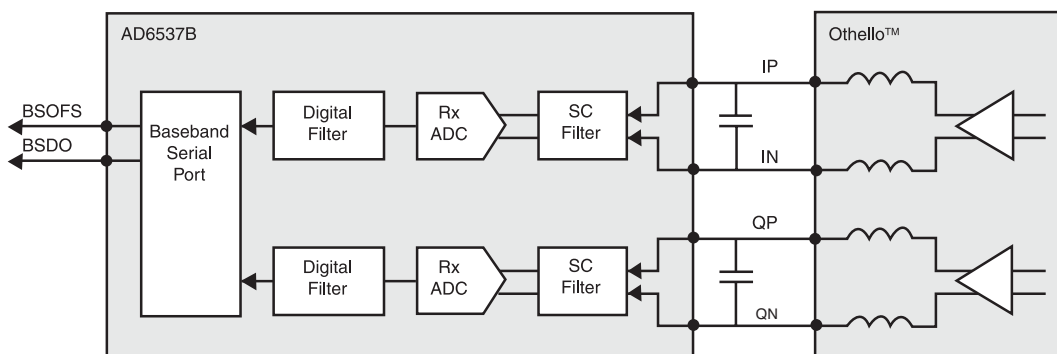 AD6537B
Othello™
IP
BSOFS
BSDO
Baseband
Serial
Port
Digital
Filter
Rx
ADC
SC
Filter
IN
QP
Digital
Filter
Rx
ADC
SC
Filter
QN